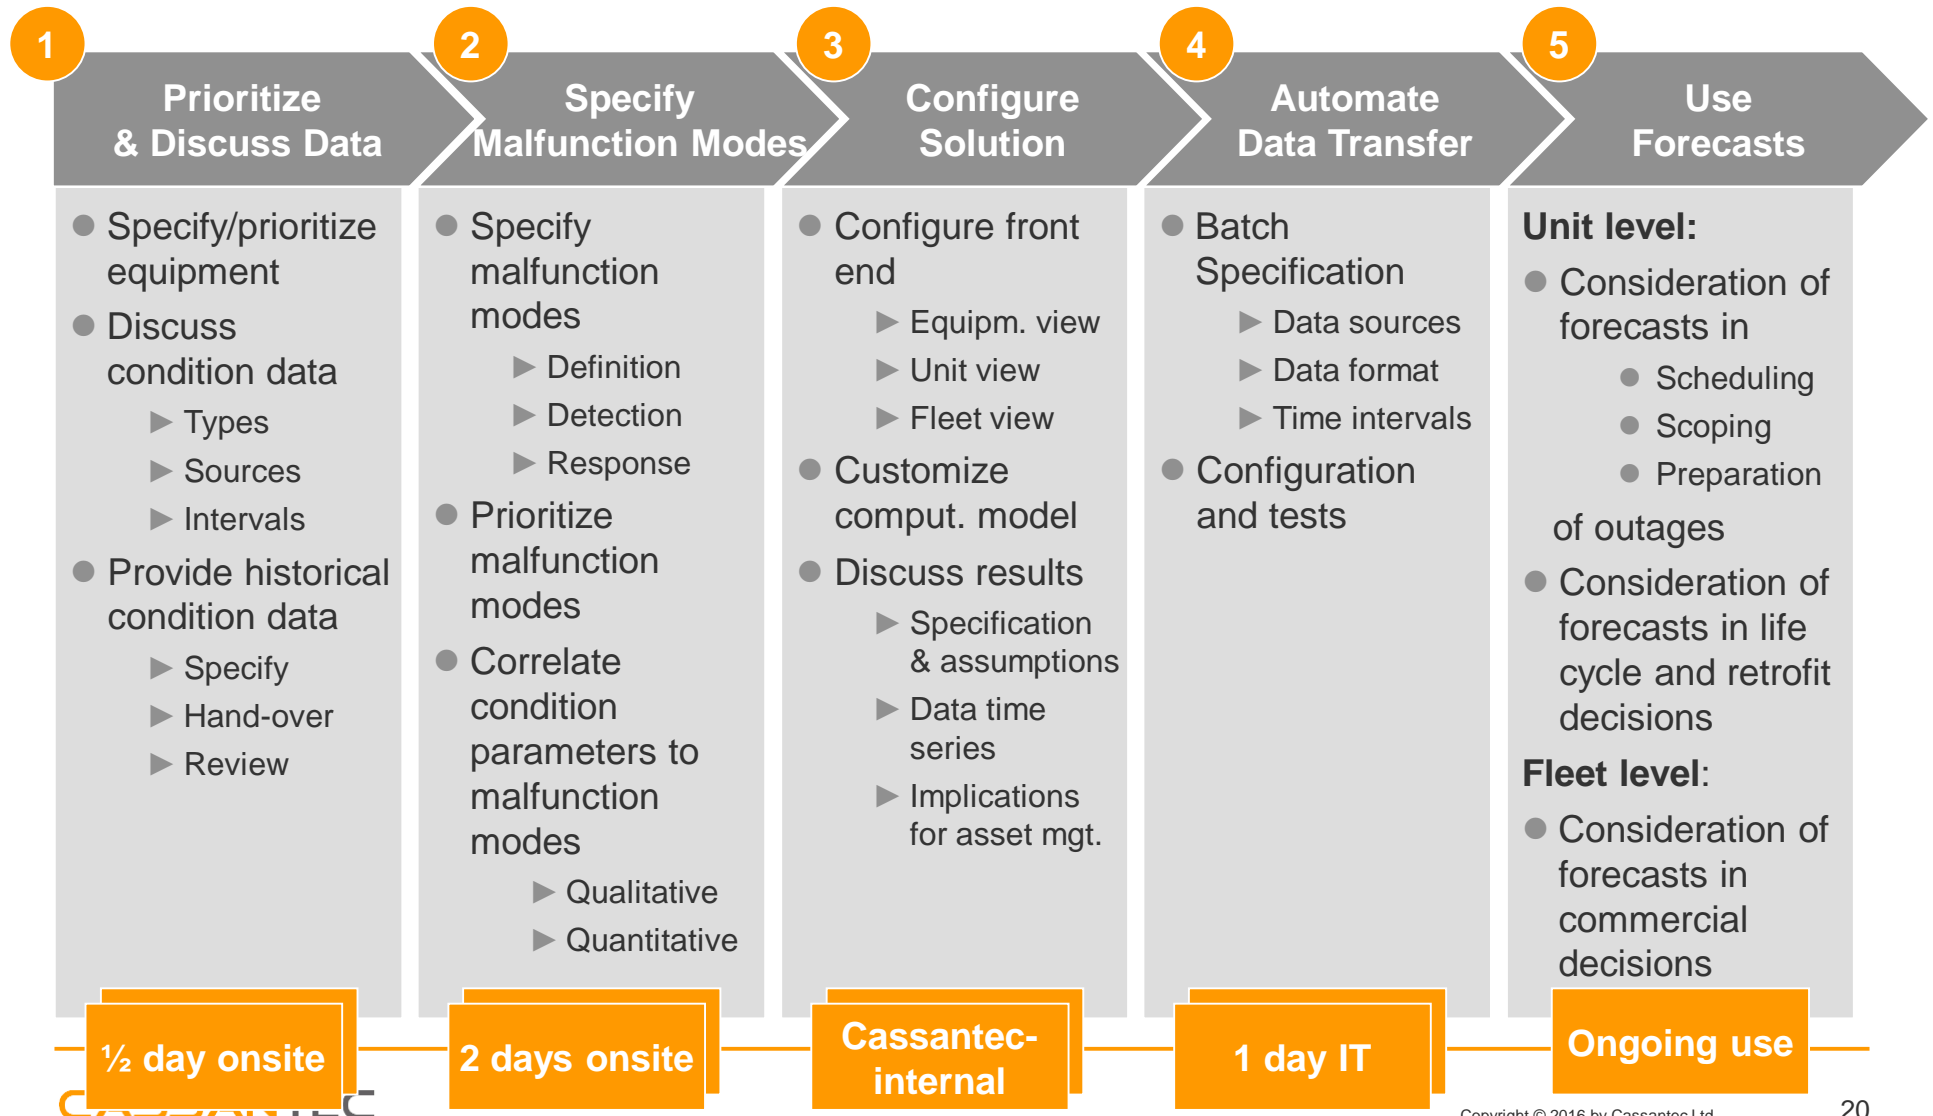 1
Prioritize
& Discuss Data
Specify/prioritize
equipment
Discuss
condition data
Types
Sources
Intervals
Provide historical
condition data
Specify
Hand-over
Review
½ day onsite
2
Specify
Malfunction Modes
Specify
malfunction
modes
Definition
Detection
Response
Prioritize
malfunction
modes
Correlate
condition
parameters to
malfunction
modes
Qualitative
Quantitative
2 days onsite
3
Configure
Solution
Configure front
end
Equipm. view
Unit view
Fleet view
Customize
comput. model
Discuss results
Specification
& assumptions
Data time
series
Implications
for asset mgt.
Cassantec-
internal
4
Automate
Data Transfer
Batch
Specification
Data sources
Data format
Time intervals
Configuration
and tests
1 day IT
5
Use
Forecasts
Unit level:
Consideration of
forecasts in
Scheduling
Scoping
Preparation
of outages
Consideration of
forecasts in life
cycle and retrofit
decisions
Fleet level:
Consideration of
forecasts in
commercial
decisions
Ongoing use
CASSANTEC
Copyright © 2016 by Cassantec Ltd.
20